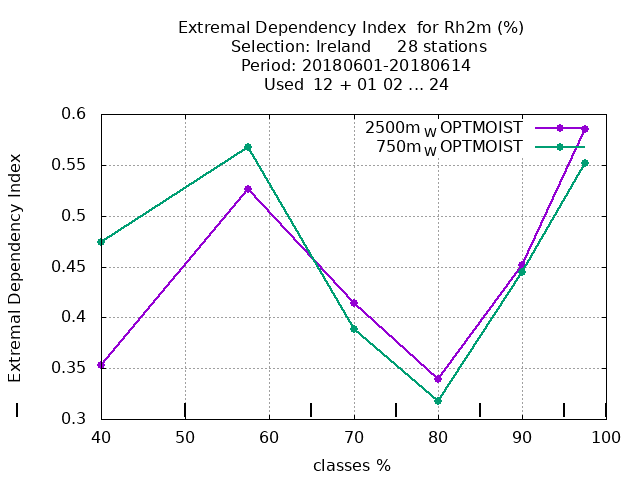 Extremal Dependency Index  for Rh2m (%)
Selection: Ireland     28 stations
Period: 20180601-20180614
Used  12 + 01 02 ... 24
2500m W OPTMOIST
750m W OPTMOIST
Extremal Dependency Index
0.6
0.55
0.5
0.45
0.4
0.35
0.3
40 50 60 70 80 90 100
classes %